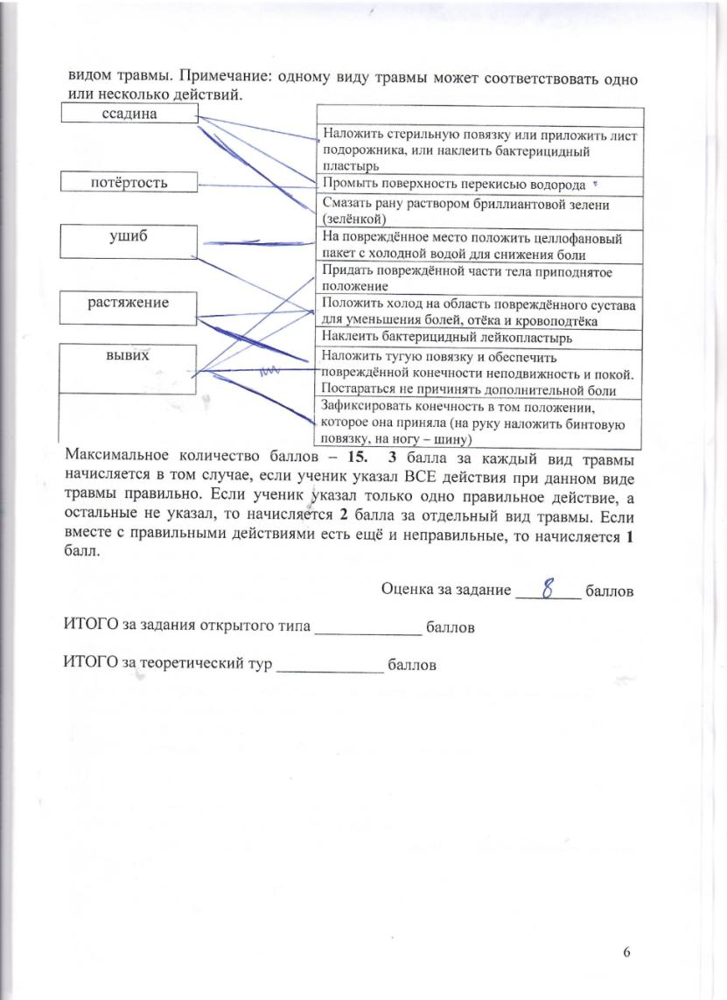 видом травмы. Примечание: одному виду травмы может соответствовать одно
или несколько действий.
ссадина
Наложить стерильную повязку или приложить лист
подорожника, или наклеить бактерицидный
пластырь
потёртость
Промыть поверхность перекисью водорода
Смазать рану раствором бриллиантовой зелени
(зелёнкой)
ушиб
На повреждённое место положить целлофановый
пакет с холодной водой для снижения боли
Придать повреждённой части тела приподнятое
положение
растяжение
Положить холод на область повреждённого сустава
для уменьшения болей, отёка и кровоподтёка
Наклеить бактерицидный лейкопластырь
вывих
Наложить тугую повязку и обеспечить
повреждённой конечности неподвижность и покой.
Постараться не причинять дополнительной боли
Зафиксировать конечность в том положении,
которое она приняла (на руку наложить бинтовую
повязку, на ногу – шину)
Максимальное количество баллов – 15. 3 балла за каждый вид травмы
начисляется в том случае, если ученик указал ВСЕ действия при данном виде
травмы правильно. Если ученик указал только одно правильное действие, а
остальные не указал, то начисляется 2 балла за отдельный вид травмы. Если
вместе с правильными действиями есть ещё и неправильные, то начисляется 1
балл.
Оценка за задание 8 баллов
ИТОГО за задания открытого типа ______________ баллов
ИТОГО за теоретический тур ______________ баллов
6